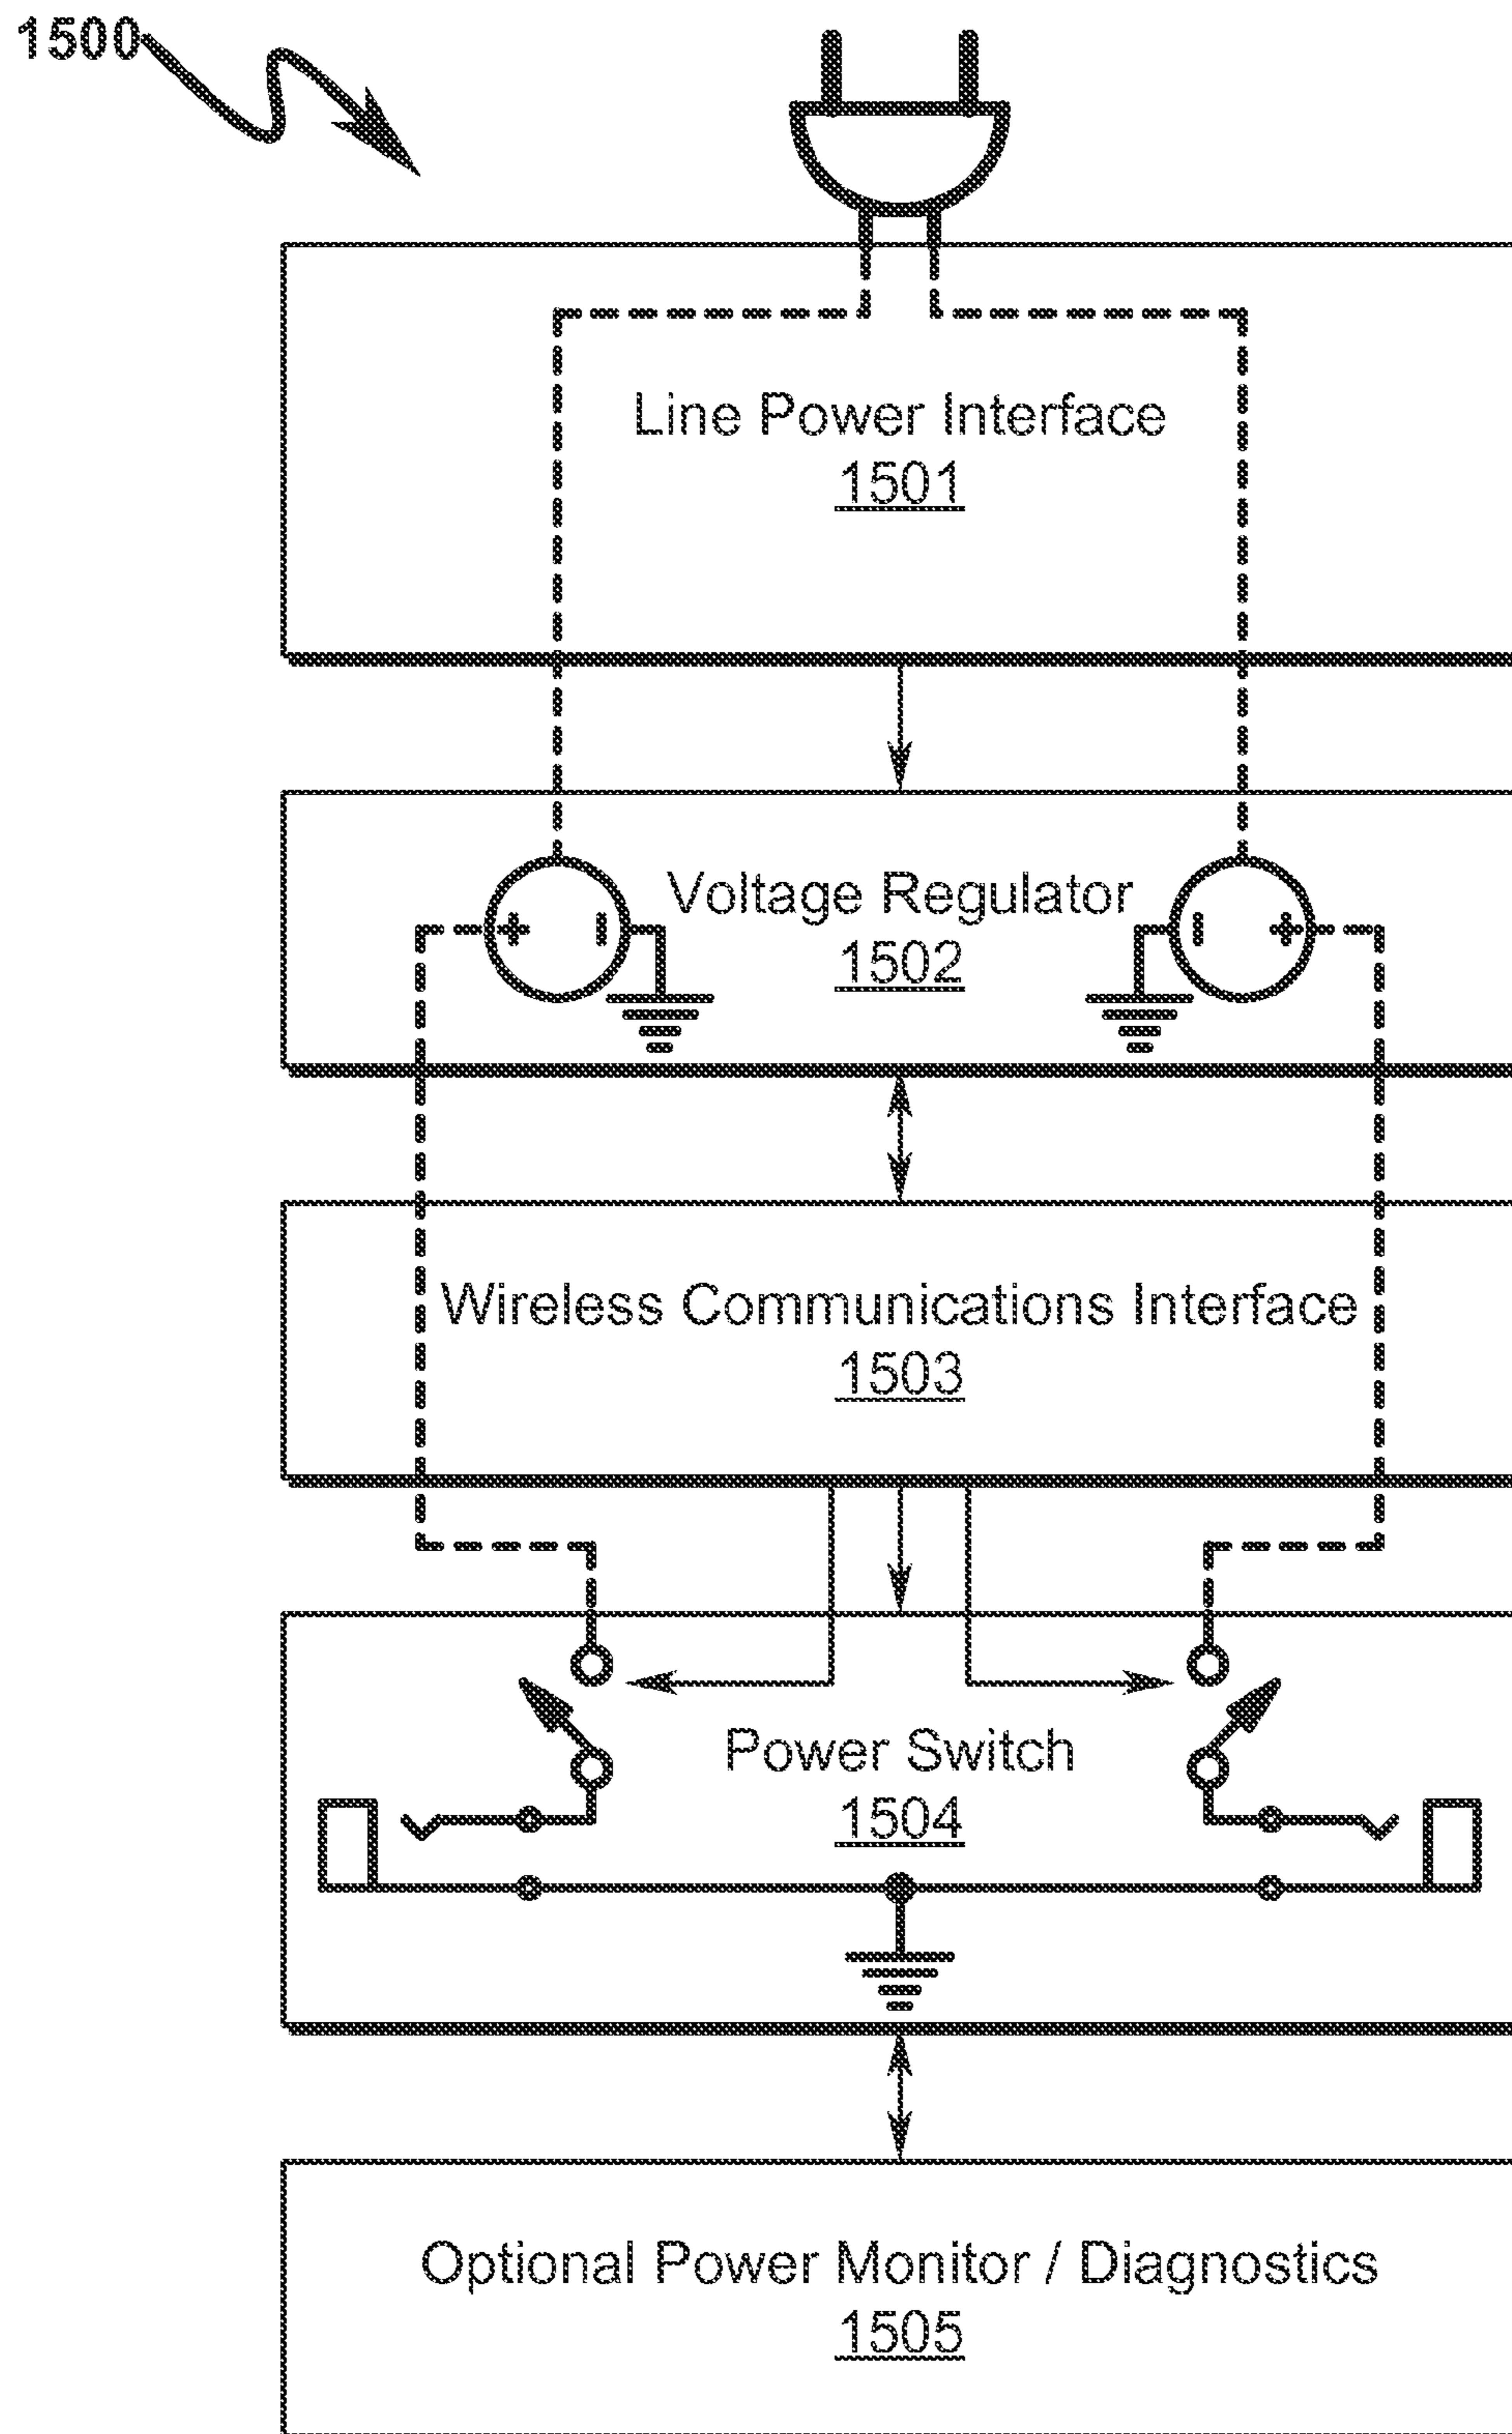 1500
Line Power Interface
1501
Voltage Regulator
1502
Wireless Communications Interface
1503
Power Switch
1504
Optional Power Monitor / Diagnostics
1505